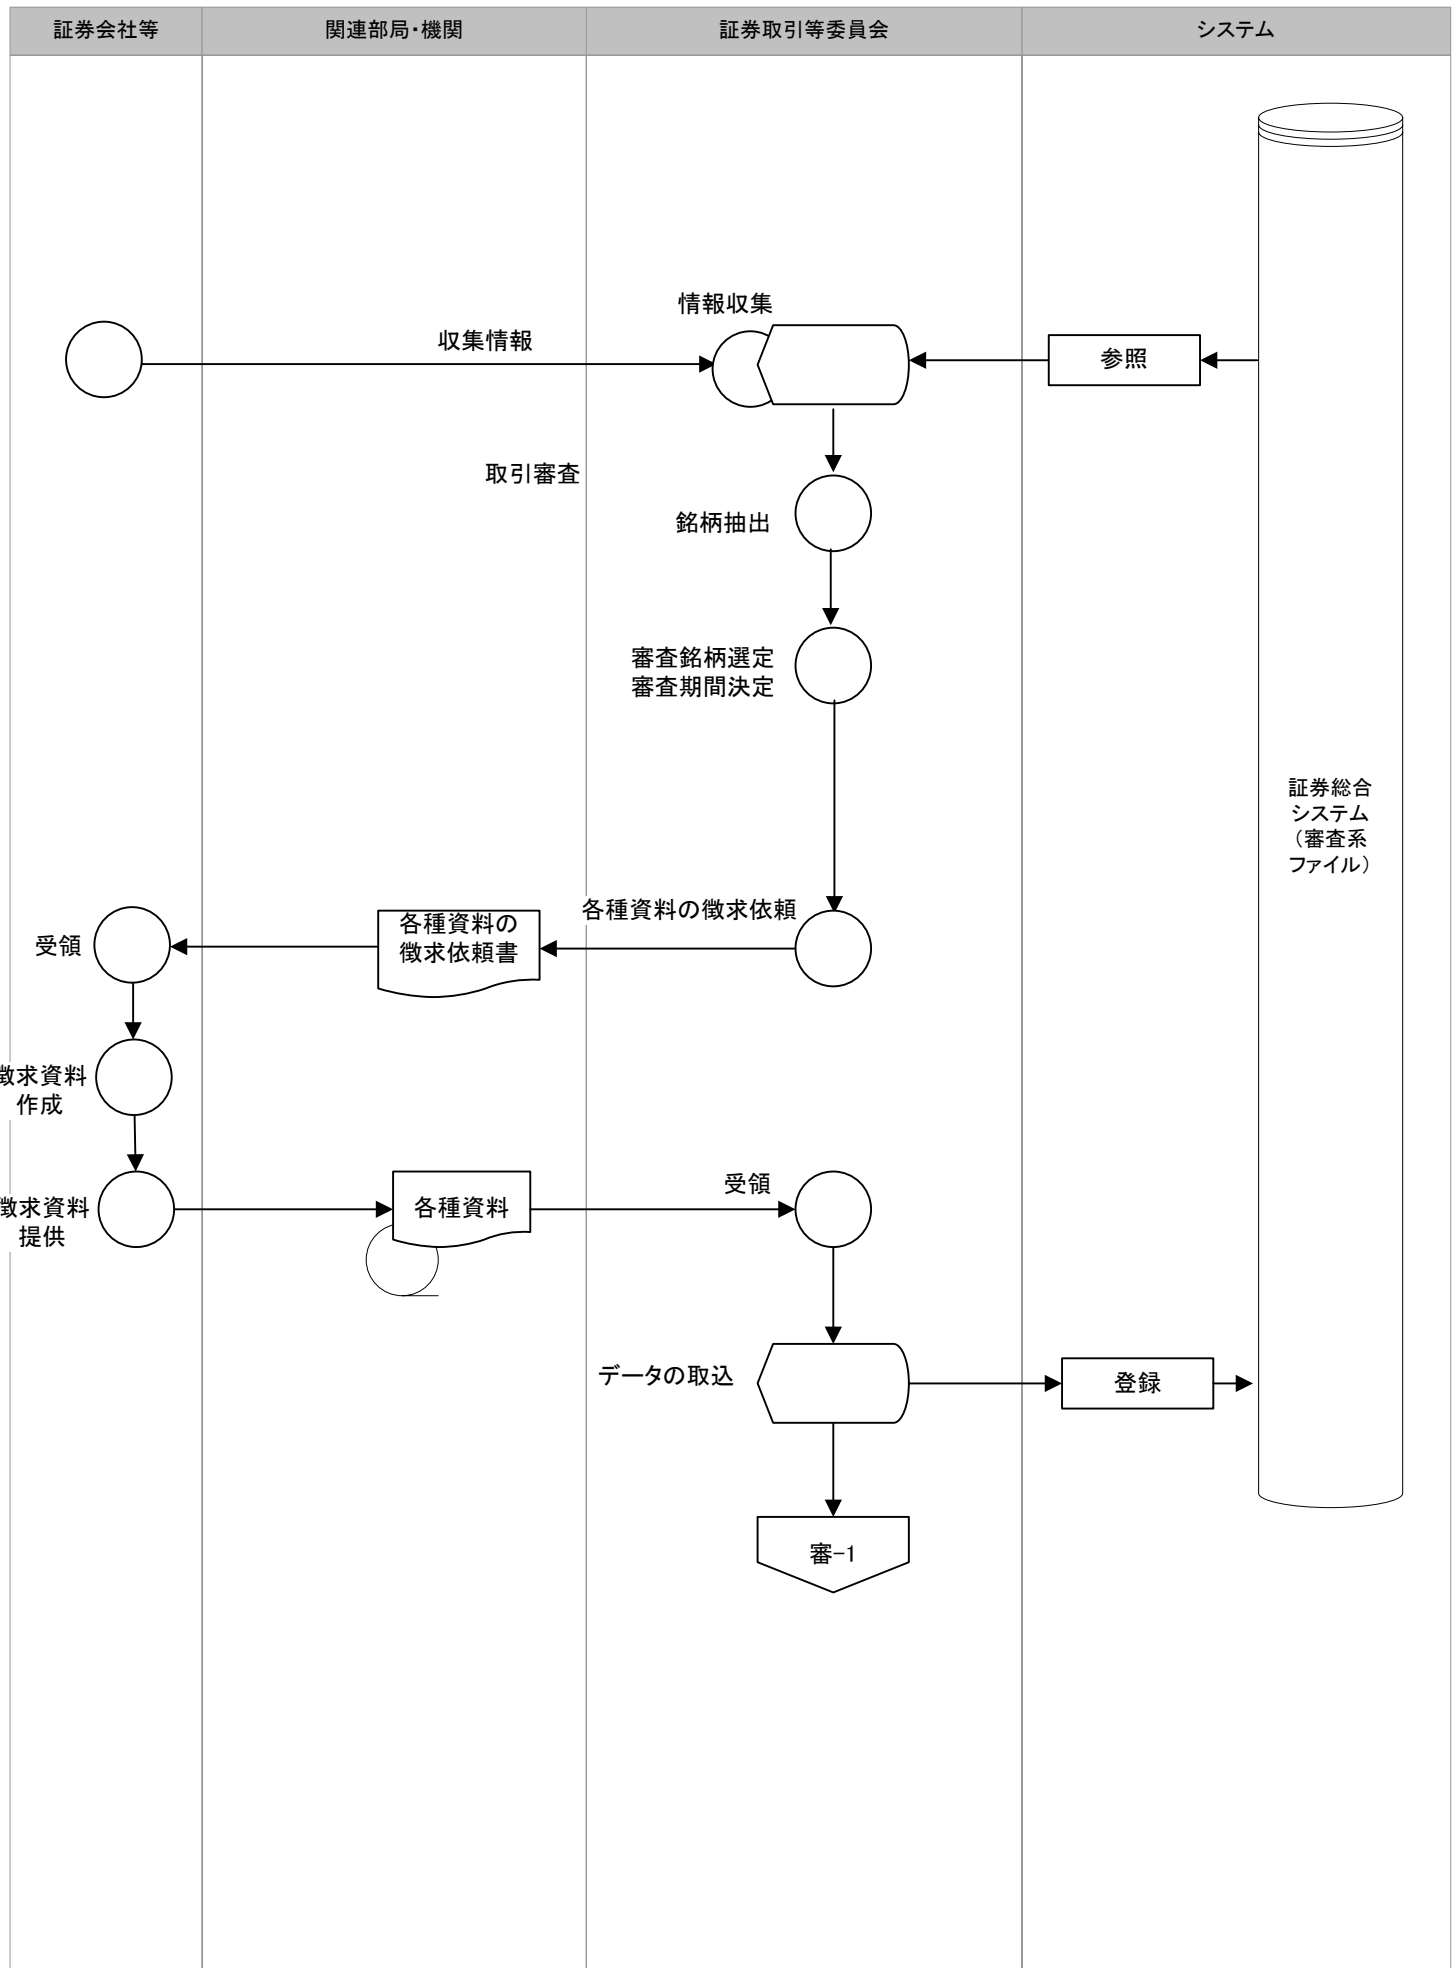 証券会社等
関連部局・機関
証券取引等委員会
システム
情報収集
収集情報
参照
取引審査
銘柄抽出
審査銘柄選定
審査期間決定
証券総合
システム
（審査系
ファイル）
各種資料の徴求依頼
各種資料の
徴求依頼書
受領
徴求資料
作成
徴求資料
提供
各種資料
受領
データの取込
登録
審-1